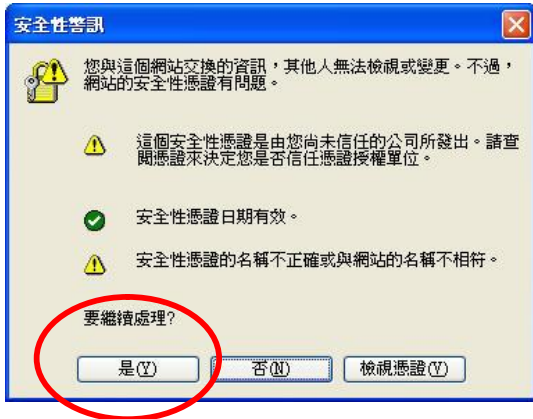 安全性警訊
您與這個網站交換的資訊，其他人無法檢視或變更。不過，
網站的安全性憑證有問題。
這個安全性憑證是由您尚未信任的公司所發出。請查
閱憑證來決定您是否信任憑證授權單位。
安全性憑證日期有效。
安全性憑證的名稱不正確或與網站的名稱不相符。
要繼續處理?
是(Y) 否(N) 檢視憑證(V)